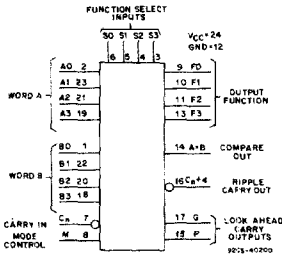 FUNCTION SELECT
INPUTS
S0 S1 S2 S3
6 5 4 3
VCC=24
GND=12
WORD A
A0 2
A1 23
A2 21
A3 19
9 F0
10 F1
11 F2
13 F3
OUTPUT
FUNCTION
WORD B
B0 1
B1 22
B2 20
B3 18
14 A=B
COMPARE
OUT
16 Cn+4
RIPPLE
CARRY OUT
CARRY IN
Cn 7
MODE
CONTROL
M 8
17 G
15 P
LOOK AHEAD
CARRY
OUTPUTS
92CS-40200